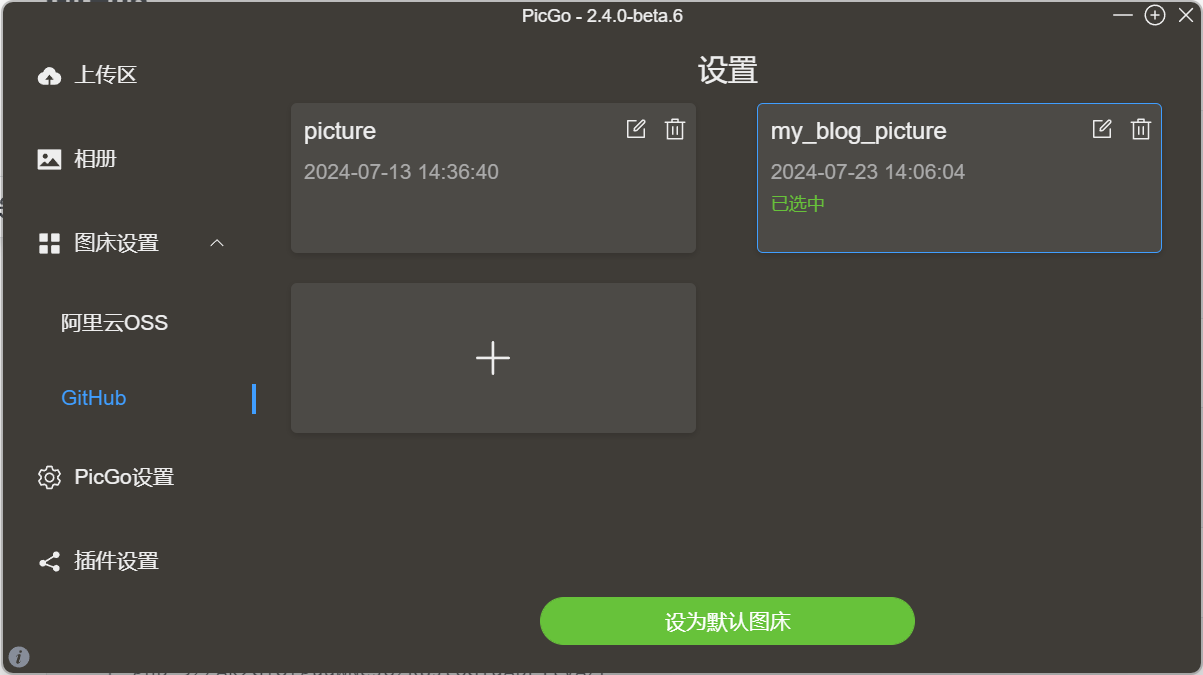 PicGo - 2.4.0-beta.6
上传区
相册
图床设置
阿里云OSS
GitHub
PicGo设置
插件设置
设置
picture
2024-07-13 14:36:40
my_blog_picture
2024-07-23 14:06:04
已选中
设为默认图床